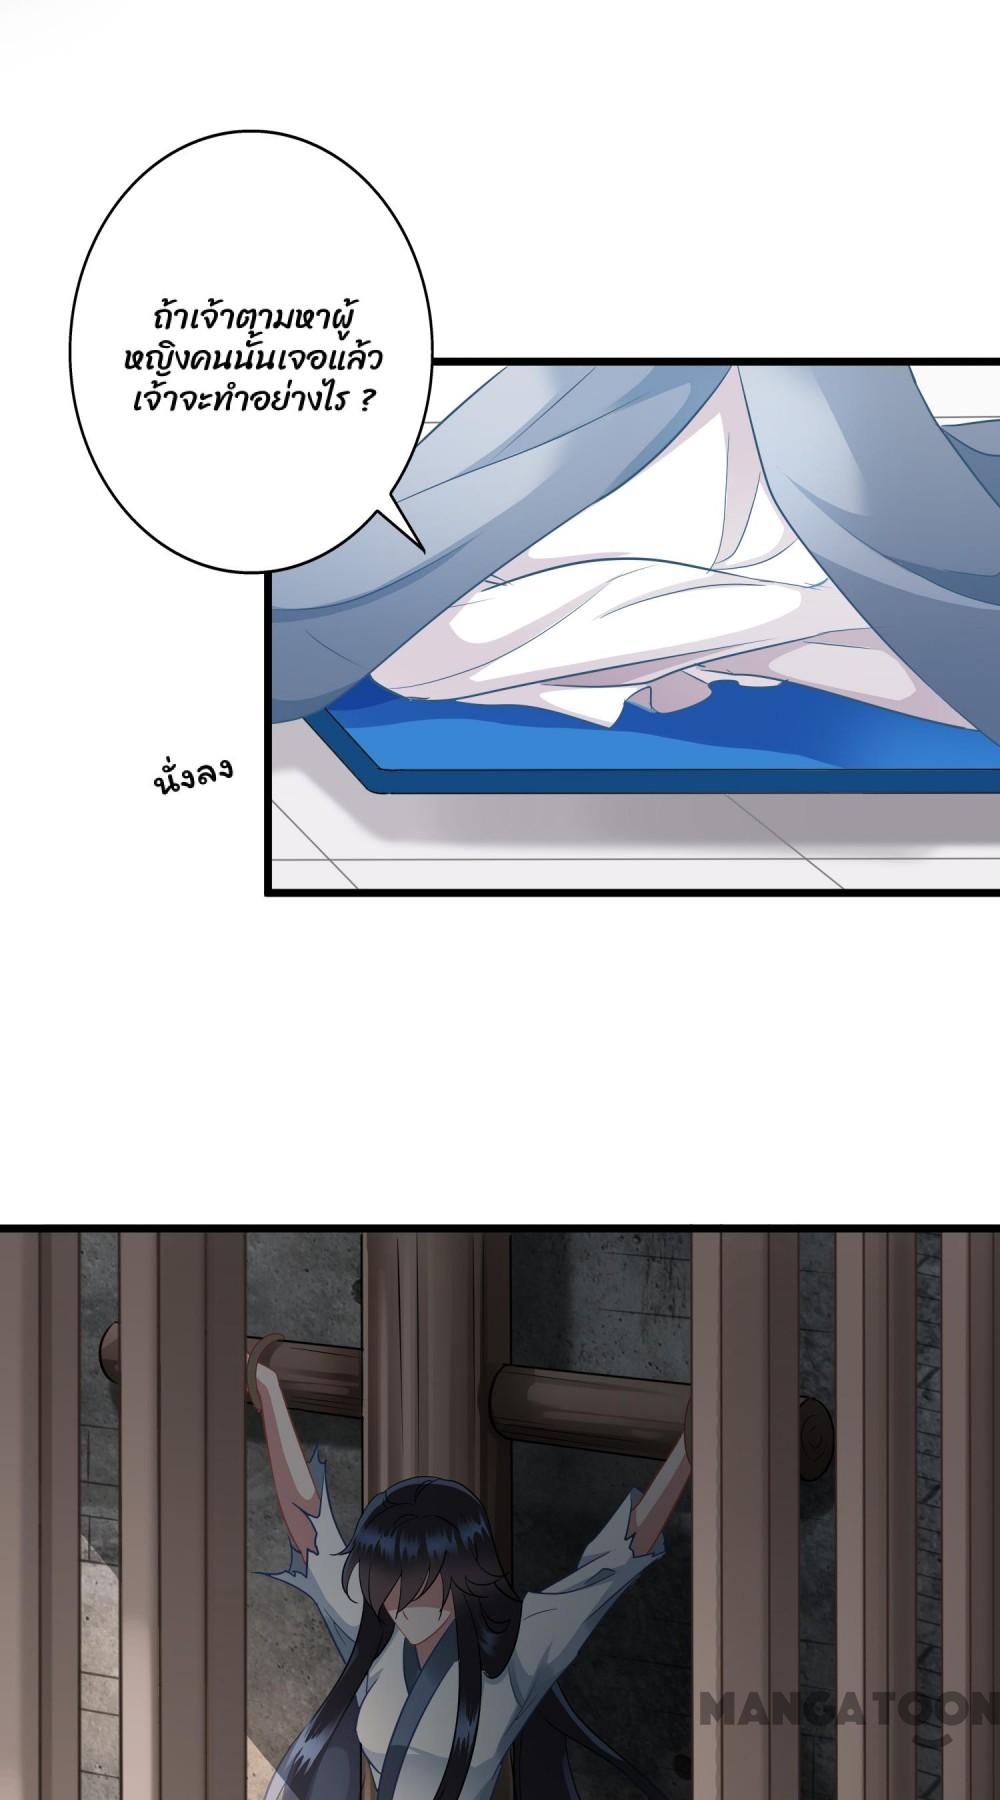 ถ้าเจ้าตามหาผู้
หญิงคนนั้นเจอแล้ว
เจ้าจะทำอย่างไร ?
นั่งลง
MANGATOON